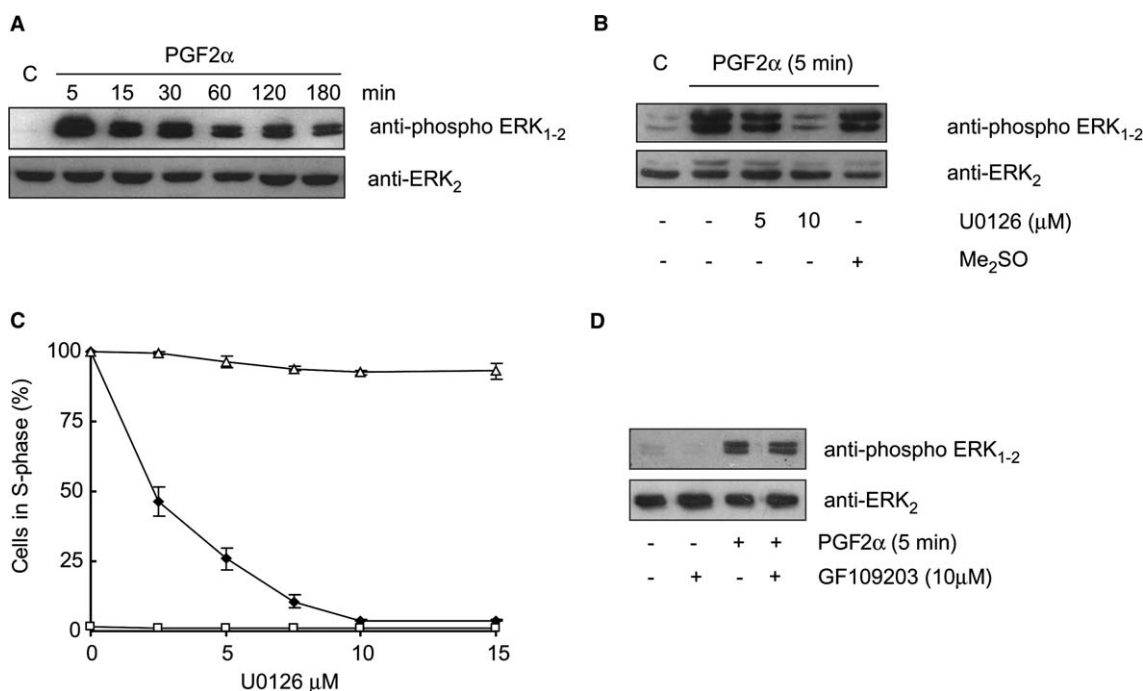 A
PGF2α
C
5 15 30 60 120 180 min
anti-phospho ERK1-2
anti-ERK2
B
C PGF2α (5 min)
anti-phospho ERK1-2
anti-ERK2
- - 5 10 - U0126 (μM)
- - - - + Me2SO
C
Cells in S-phase (%)
100
75
50
25
0
0 5 10 15
U0126 μM
D
anti-phospho ERK1-2
anti-ERK2
- - + + PGF2α (5 min)
- + - + GF109203 (10μM)